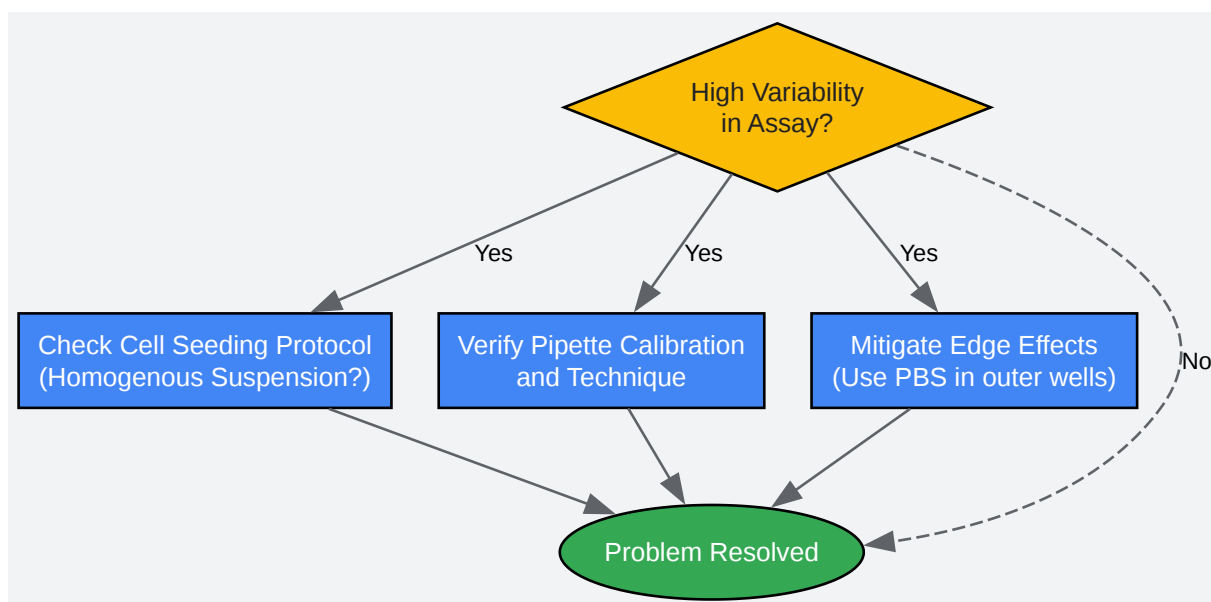 High Variability
in Assay?
Yes
Yes
Yes
No
Check Cell Seeding Protocol
(Homogenous Suspension?)
Verify Pipette Calibration
and Technique
Mitigate Edge Effects
(Use PBS in outer wells)
Problem Resolved